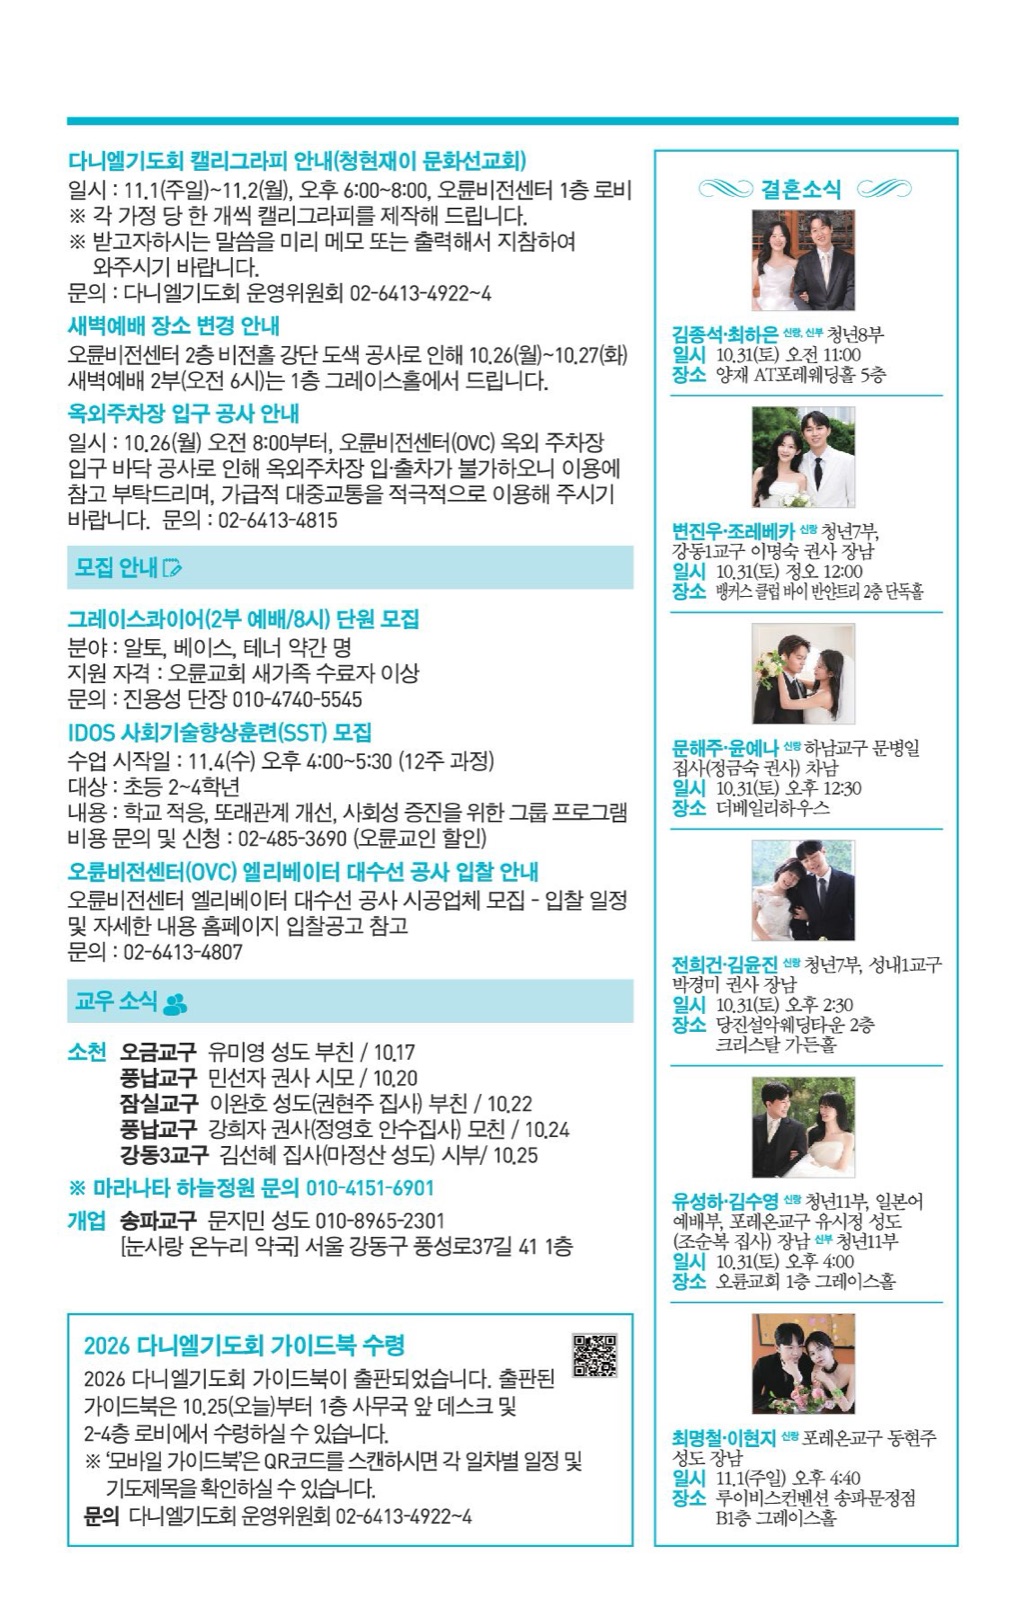 다니엘기도회 캘리그라피 안내(청현재이 문화선교회)
일시 : 11.1(주일)~11.2(월), 오후 6:00~8:00, 오륜비전센터 1층 로비
※ 각 가정 당 한 개씩 캘리그라피를 제작해 드립니다.
※ 받고자하시는 말씀을 미리 메모 또는 출력해서 지참하여
와주시기 바랍니다.
문의 : 다니엘기도회 운영위원회 02-6413-4922~4
새벽예배 장소 변경 안내
오륜비전센터 2층 비전홀 강단 도색 공사로 인해 10.26(월)~10.27(화)
새벽예배 2부(오전 6시)는 1층 그레이스홀에서 드립니다.
옥외주차장 입구 공사 안내
일시 : 10.26(월) 오전 8:00부터, 오륜비전센터(OVC) 옥외 주차장
입구 바닥 공사로 인해 옥외주차장 입·출차가 불가하오니 이용에
참고 부탁드리며, 가급적 대중교통을 적극적으로 이용해 주시기
바랍니다. 문의 : 02-6413-4815
모집 안내
그레이스콰이어(2부 예배/8시) 단원 모집
분야 : 알토, 베이스, 테너 약간 명
지원 자격 : 오륜교회 새가족 수료자 이상
문의 : 진용성 단장 010-4740-5545
IDOS 사회기술향상훈련(SST) 모집
수업 시작일 : 11.4(수) 오후 4:00~5:30 (12주 과정)
대상 : 초등 2~4학년
내용 : 학교 적응, 또래관계 개선, 사회성 증진을 위한 그룹 프로그램
비용 문의 및 신청 : 02-485-3690 (오륜교인 할인)
오륜비전센터(OVC) 엘리베이터 대수선 공사 입찰 안내
오륜비전센터 엘리베이터 대수선 공사 시공업체 모집 - 입찰 일정
및 자세한 내용 홈페이지 입찰공고 참고
문의 : 02-6413-4807
교우 소식
소천 오금교구 유미영 성도 부친 / 10.17
풍납교구 민선자 권사 시모 / 10.20
잠실교구 이완호 성도(권현주 집사) 부친 / 10.22
풍납교구 강희자 권사(정영호 안수집사) 모친 / 10.24
강동3교구 김선혜 집사(마정산 성도) 시부/ 10.25
※ 마라나타 하늘정원 문의 010-4151-6901
개업 송파교구 문지민 성도 010-8965-2301
[눈사랑 온누리 약국] 서울 강동구 풍성로37길 41 1층
2026 다니엘기도회 가이드북 수령
2026 다니엘기도회 가이드북이 출판되었습니다. 출판된
가이드북은 10.25(오늘)부터 1층 사무국 앞 데스크 및
2-4층 로비에서 수령하실 수 있습니다.
※ ‘모바일 가이드북’은 QR코드를 스캔하시면 각 일차별 일정 및
기도제목을 확인하실 수 있습니다.
문의 다니엘기도회 운영위원회 02-6413-4922~4
결혼소식
김종석·최하은 신랑, 신부 청년8부
일시 10.31(토) 오전 11:00
장소 양재 AT포레웨딩홀 5층
변진우·조레베카 신랑 청년7부,
강동1교구 이명숙 권사 장남
일시 10.31(토) 정오 12:00
장소 뱅커스 클럽 바이 반얀트리 2층 단독홀
문해주·윤예나 신랑 하남교구 문병일
집사(정금숙 권사) 차남
일시 10.31(토) 오후 12:30
장소 더베일리하우스
전희건·김윤진 신랑 청년7부, 성내1교구
박경미 권사 장남
일시 10.31(토) 오후 2:30
장소 당진설악웨딩타운 2층
크리스탈 가든홀
유성하·김수영 신랑 청년11부, 일본어
예배부, 포레온교구 유시정 성도
(조순복 집사) 장남 신부 청년11부
일시 10.31(토) 오후 4:00
장소 오륜교회 1층 그레이스홀
최명철·이현지 신랑 포레온교구 동현주
성도 장남
일시 11.1(주일) 오후 4:40
장소 루이비스컨벤션 송파문정점
B1층 그레이스홀